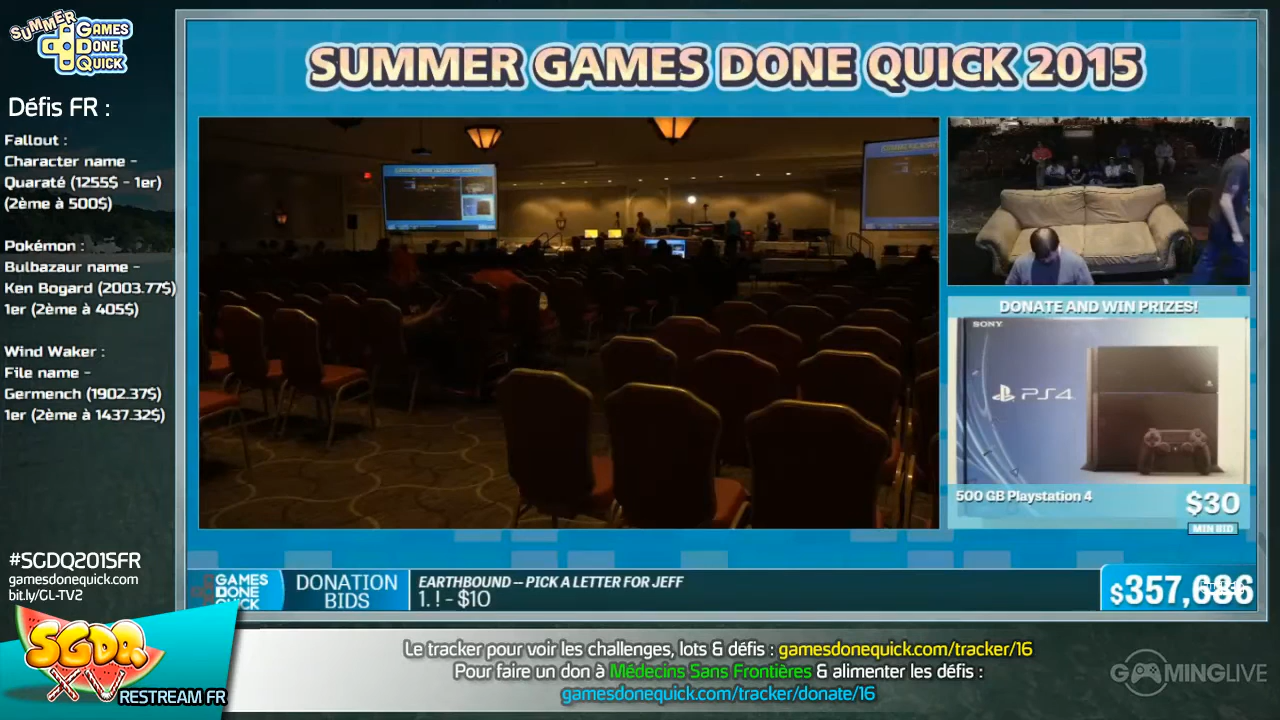 SUMMER
GAMES
DONE
QUICK
Défis FR :
Fallout :
Character name -
Quaraté (1255$ - 1er)
(2ème à 500$)
Pokémon :
Bulbazaur name -
Ken Bogard (2003.77$)
1er (2ème à 405$)
Wind Waker :
File name -
Germench (1902.37$)
1er (2ème à 1437.32$)
#SGDQ2015FR
gamesdonequick.com
bit.ly/GL-TV2
SGDQ
XV
RESTREAM FR
SUMMER GAMES DONE QUICK 2015
DONATE AND WIN PRIZES!
SONY
PS4
500 GB Playstation 4
$30
MIN BID
GAMES
DONE
QUICK
DONATION
BIDS
EARTHBOUND – PICK A LETTER FOR JEFF
1. ! - $10
$357,686
Le tracker pour voir les challenges, lots & défis : gamesdonequick.com/tracker/16
Pour faire un don à Médecins Sans Frontières & alimenter les défis :
gamesdonequick.com/tracker/donate/16
GAMINGLIVE